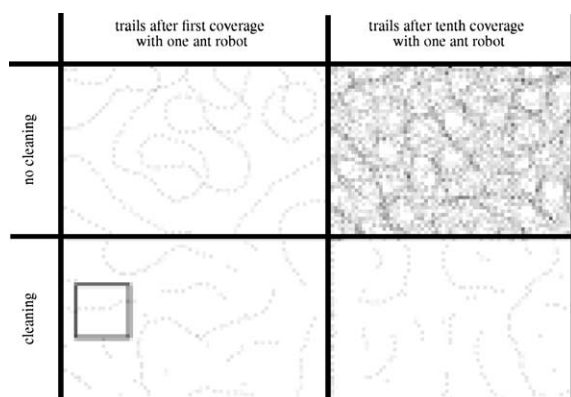 trails after first coverage
with one ant robot
trails after tenth coverage
with one ant robot
no cleaning
cleaning